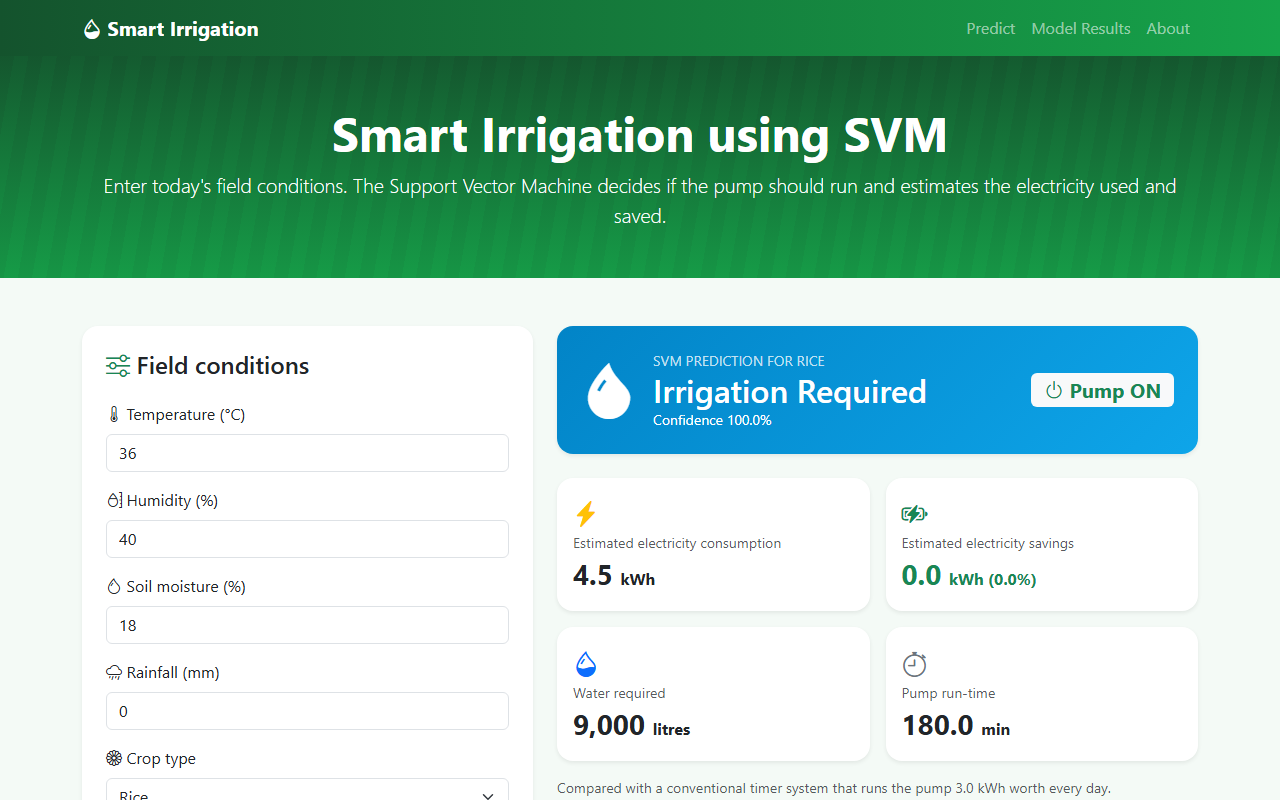 Smart Irrigation
Predict Model Results About
Smart Irrigation using SVM
Enter today's field conditions. The Support Vector Machine decides if the pump should run and estimates the electricity used and
saved.
Field conditions
Temperature (°C)
36
Humidity (%)
40
Soil moisture (%)
18
Rainfall (mm)
0
Crop type
Rice
SVM PREDICTION FOR RICE
Irrigation Required
Confidence 100.0%
Pump ON
Estimated electricity consumption
4.5 kWh
Estimated electricity savings
0.0 kWh (0.0%)
Water required
9,000 litres
Pump run-time
180.0 min
Compared with a conventional timer system that runs the pump 3.0 kWh worth every day.